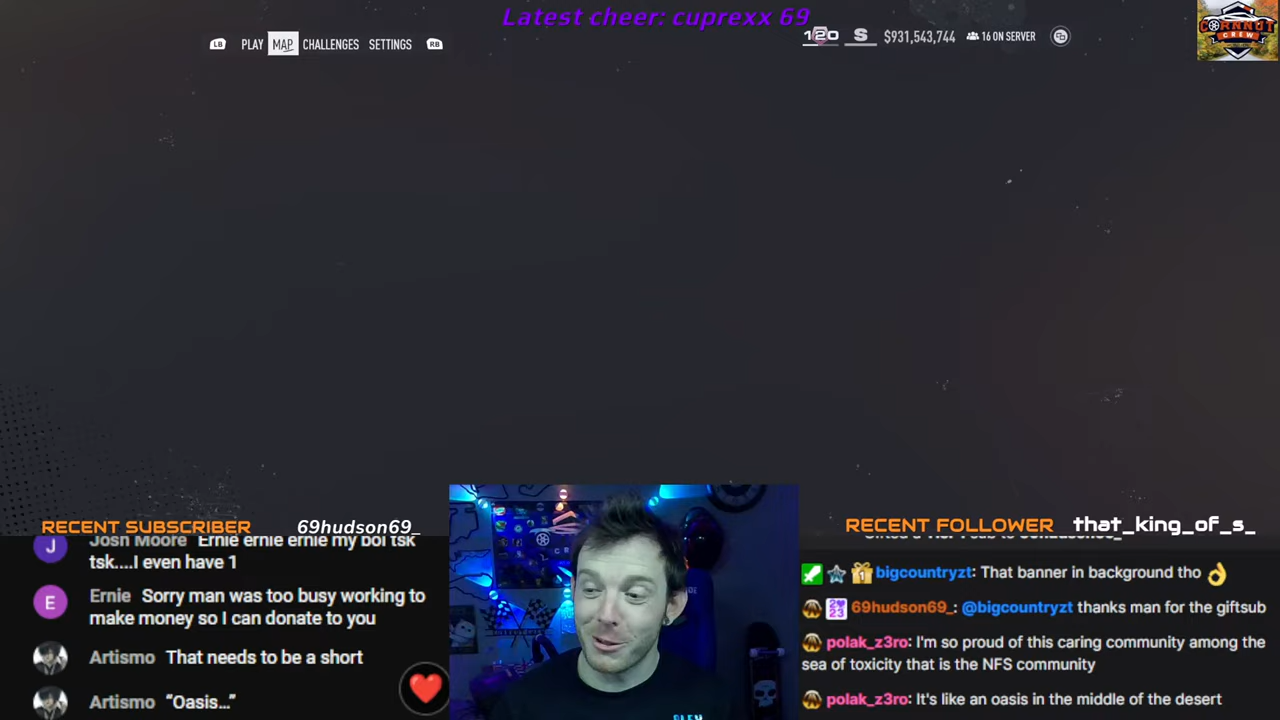 Latest cheer: cuprexx 69
LB PLAY MAP CHALLENGES SETTINGS RB
120 S $931,543,744 16 ON SERVER
CORNNUT
CREW
RECENT SUBSCRIBER 69hudson69_
Josh Moore Ernie ernie ernie my boi tsk
tsk....I even have 1
E Ernie Sorry man was too busy working to
make money so I can donate to you
Artismo That needs to be a short
Artismo “Oasis...”
RECENT FOLLOWER that_king_of_s_
bigcountryzt: That banner in background tho 👌
69hudson69_: @bigcountryzt thanks man for the giftsub
polak_z3ro: I'm so proud of this caring community among the
sea of toxicity that is the NFS community
polak_z3ro: It's like an oasis in the middle of the desert